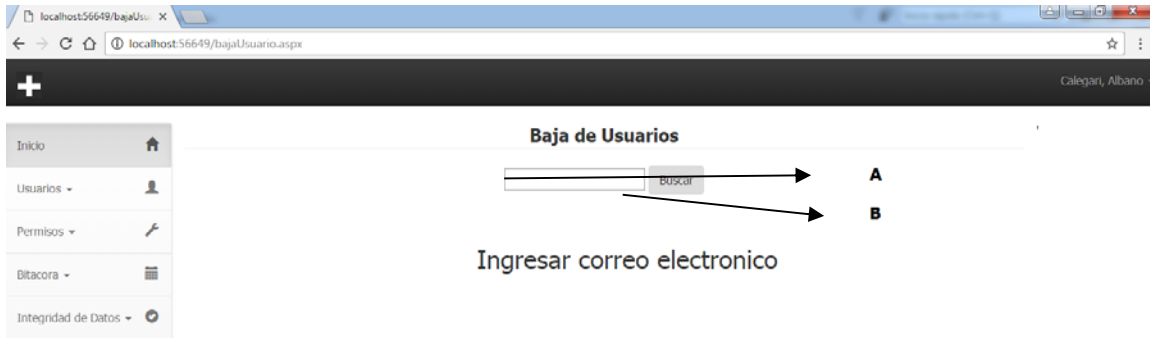 localhost:56649/bajaUsu
localhost:56649/bajaUsuario.aspx
Calegari, Albano
Baja de Usuarios
Inicio
Buscar
A
Usuarios
B
Permisos
Ingresar correo electronico
Bitacora
Integridad de Datos